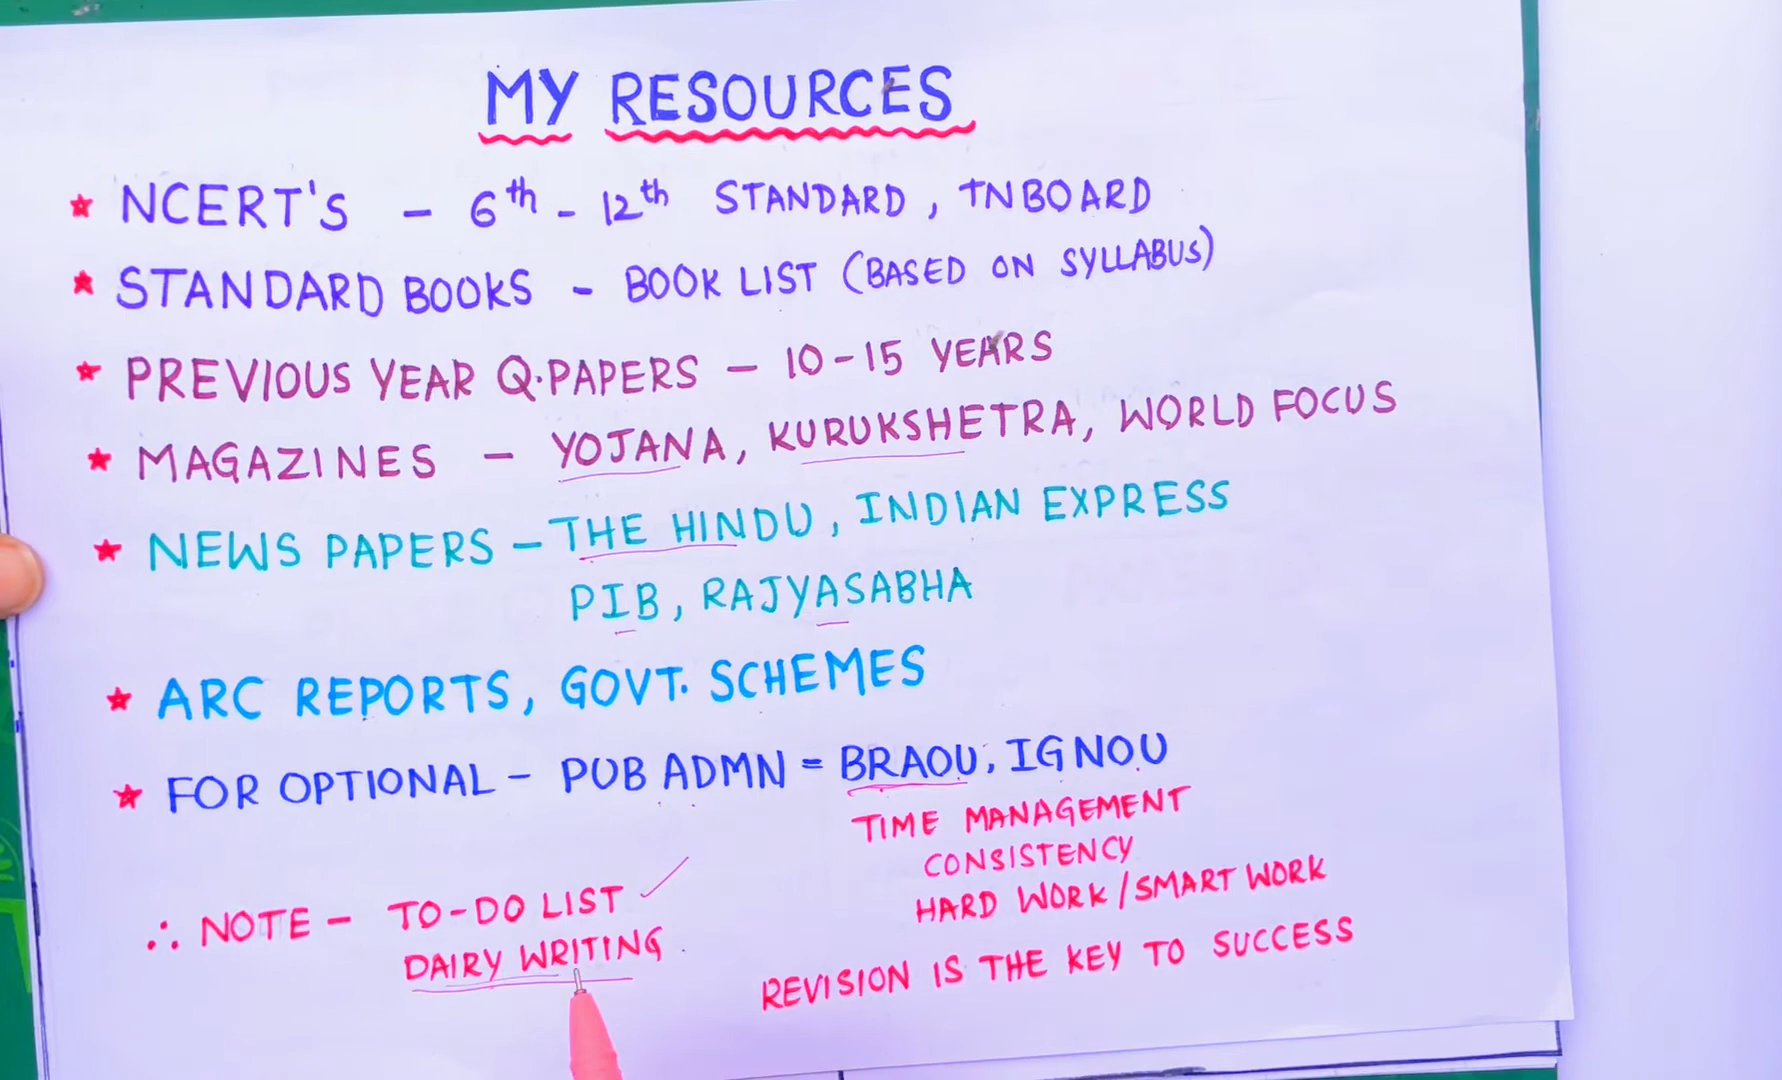 MY RESOURCES
★ NCERT'S - 6th - 12th STANDARD, TNBOARD
★ STANDARD BOOKS - BOOK LIST (BASED ON SYLLABUS)
★ PREVIOUS YEAR Q.PAPERS - 10-15 YEARS
★ MAGAZINES - YOJANA, KURUKSHETRA, WORLD FOCUS
★ NEWS PAPERS - THE HINDU, INDIAN EXPRESS
PIB, RAJYASABHA
★ ARC REPORTS, GOVT. SCHEMES
★ FOR OPTIONAL - PUB ADMN = BRAOU, IGNOU
TIME MANAGEMENT
CONSISTENCY
HARD WORK/SMART WORK
∴ NOTE - TO-DO LIST ✓
DAIRY WRITING.
REVISION IS THE KEY TO SUCCESS